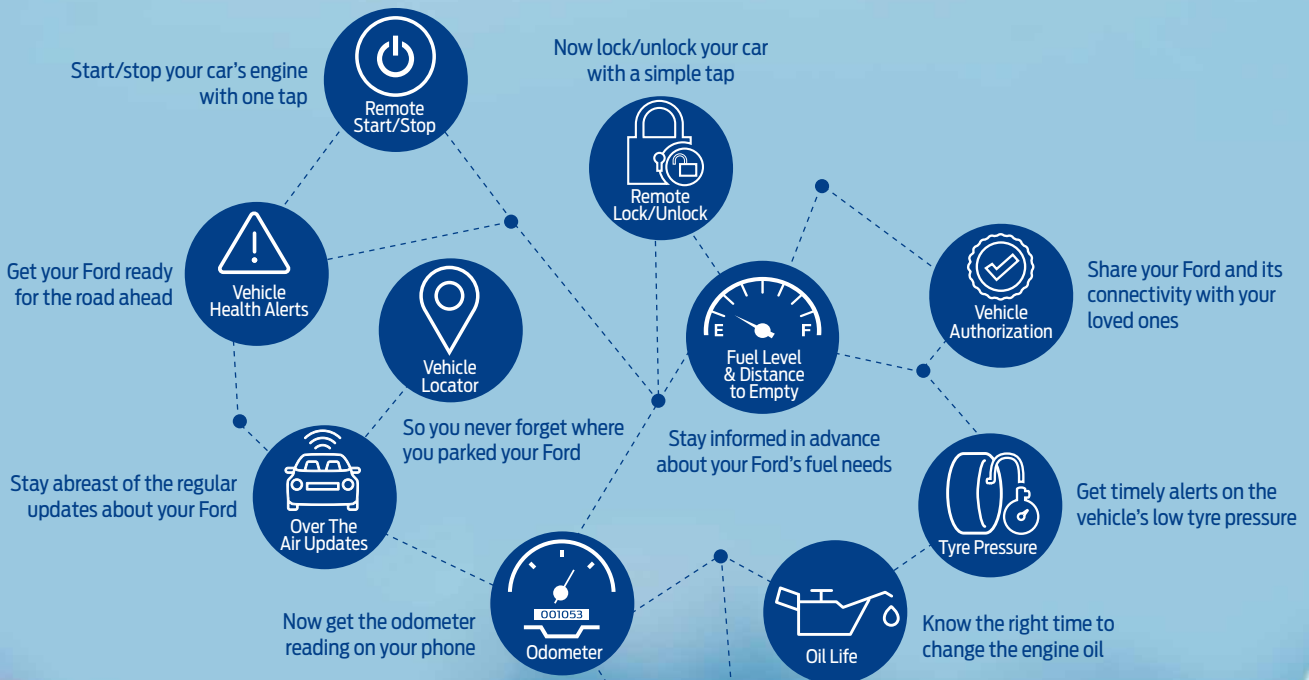 Start/stop your car's engine
with one tap
Remote
Start/Stop
Now lock/unlock your car
with a simple tap
Remote
Lock/Unlock
Get your Ford ready
for the road ahead
Vehicle
Health Alerts
Vehicle
Locator
So you never forget where
you parked your Ford
E
F
Fuel Level
& Distance
to Empty
Stay informed in advance
about your Ford's fuel needs
Vehicle
Authorization
Share your Ford and its
connectivity with your
loved ones
Stay abreast of the regular
updates about your Ford
Over The
Air Updates
Tyre Pressure
Get timely alerts on the
vehicle's low tyre pressure
Now get the odometer
reading on your phone
001053
Odometer
Oil Life
Know the right time to
change the engine oil